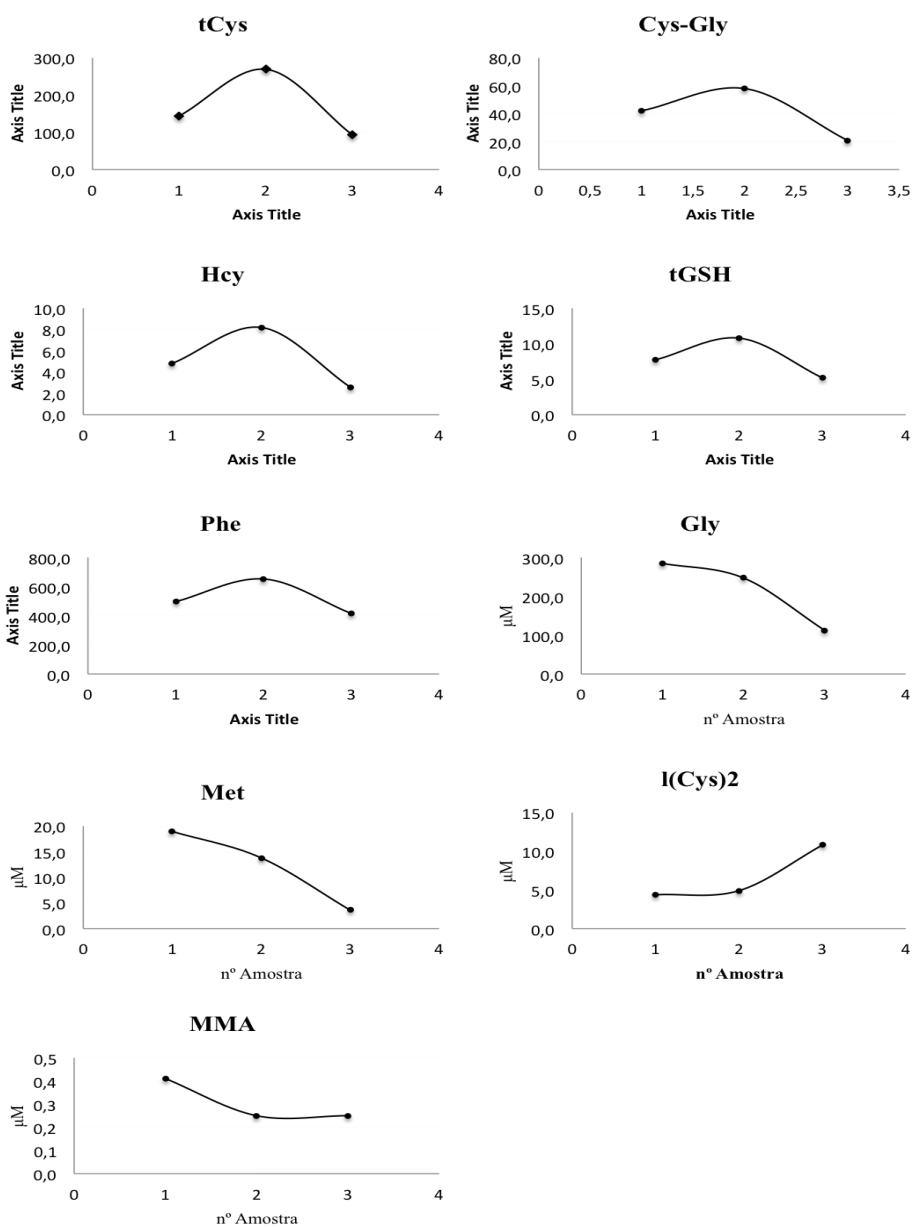 tCys
300,0
200,0
100,0
0,0
Axis Title
0 1 2 3 4
Axis Title
Cys-Gly
80,0
60,0
40,0
20,0
0,0
Axis Title
0 0,5 1 1,5 2 2,5 3 3,5
Axis Title
Hcy
10,0
8,0
6,0
4,0
2,0
0,0
Axis Title
0 1 2 3 4
Axis Title
tGSH
15,0
10,0
5,0
0,0
Axis Title
0 1 2 3 4
Axis Title
Phe
800,0
600,0
400,0
200,0
0,0
Axis Title
0 1 2 3 4
Axis Title
Gly
300,0
200,0
100,0
0,0
µM
0 1 2 3 4
nº Amostra
Met
20,0
15,0
10,0
5,0
0,0
µM
0 1 2 3 4
nº Amostra
l(Cys)2
15,0
10,0
5,0
0,0
µM
0 1 2 3 4
nº Amostra
MMA
0,5
0,4
0,3
0,2
0,1
0,0
µM
0 1 2 3 4
nº Amostra